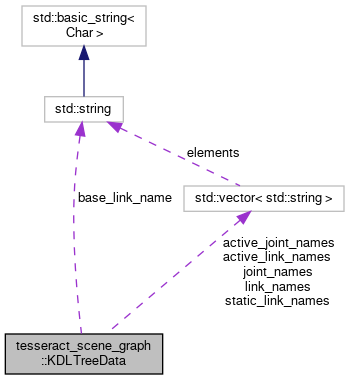 std::basic_string<
Char >
std::string
elements
base_link_name
std::vector< std::string >
active_joint_names
active_link_names
joint_names
link_names
static_link_names
tesseract_scene_graph
::KDLTreeData